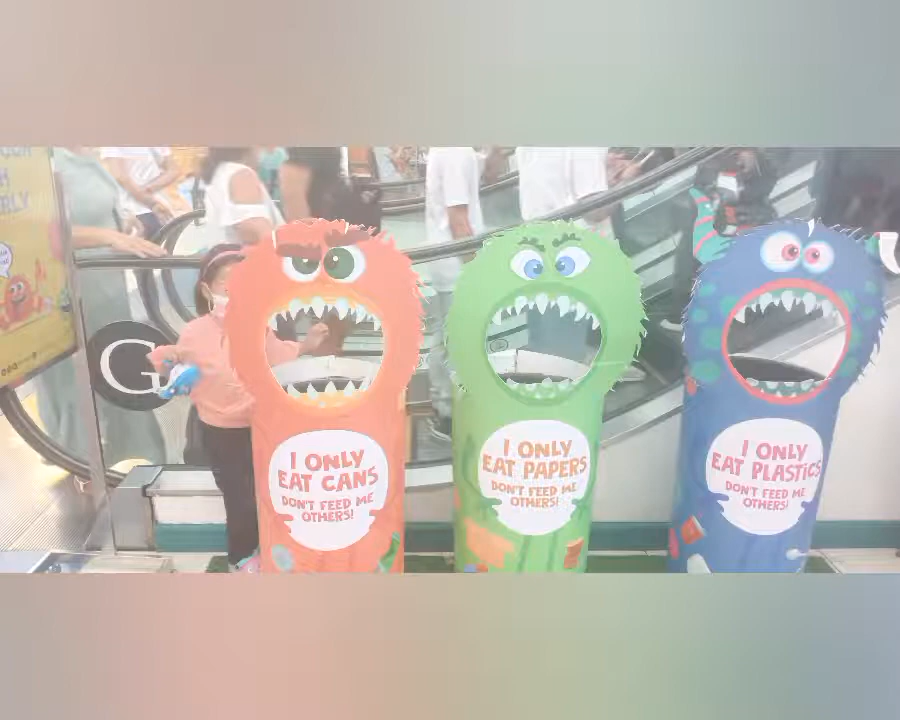 RLY
G
I ONLY
EAT CANS
DON'T FEED ME
OTHERS!
I ONLY
EAT PAPERS
DON'T FEED ME
OTHERS!
I ONLY
EAT PLASTICS
DON'T FEED ME
OTHERS!